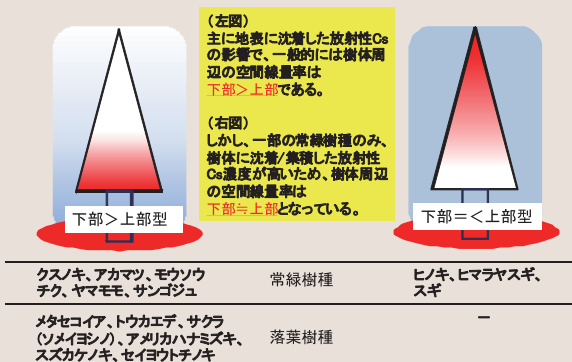 （左図）
主に地表に沈着した放射性Cs
の影響で、一般的には樹体周
辺の空間線量率は
下部＞上部である。
（右図）
しかし、一部の常緑樹種のみ、
樹体に沈着/集積した放射性
Cs濃度が高いため、樹体周辺
の空間線量率は
下部≒上部となっている。
下部＞上部型
下部＝＜上部型
クスノキ、アカマツ、モウソウ
チク、ヤマモモ、サンゴジュ
常緑樹種
ヒノキ、ヒマラヤスギ、
スギ
メタセコイア、トウカエデ、サクラ
（ソメイヨシノ）、アメリカハナミズキ、
スズカケノキ、セイヨウトチノキ
落葉樹種
－